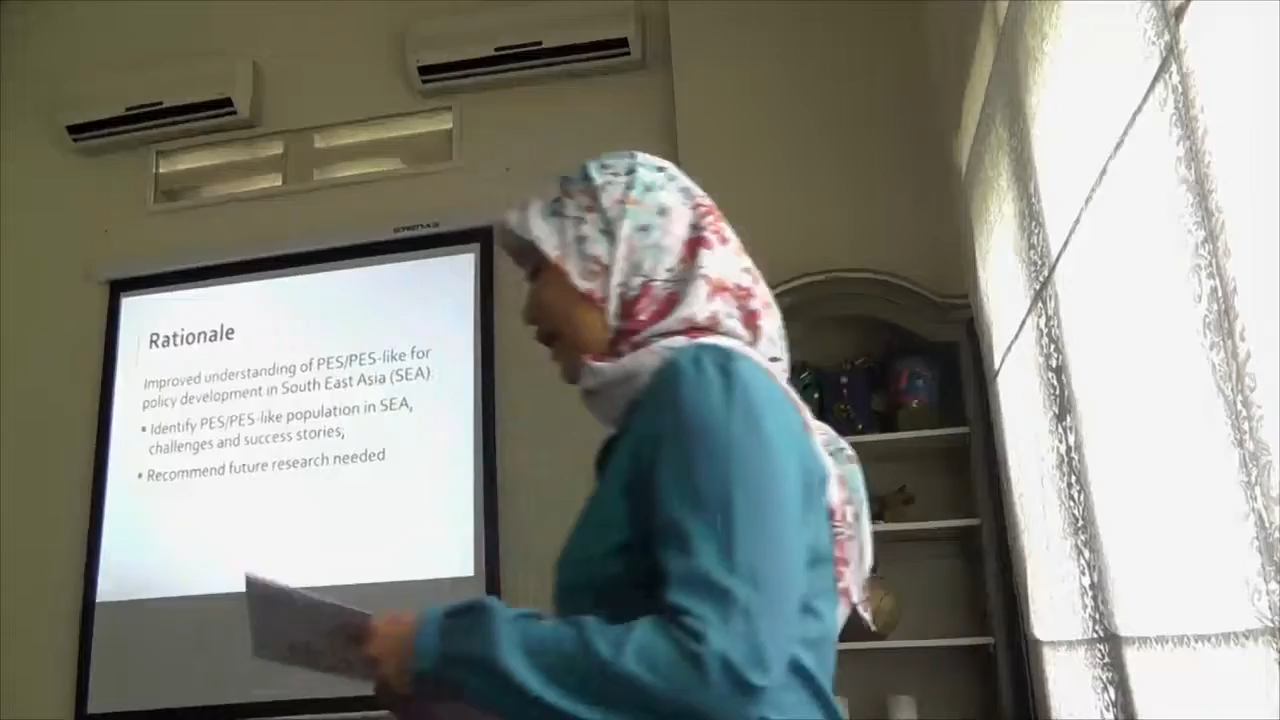 Rationale
Improved understanding of PES/PES-like for
policy development in South East Asia (SEA).
▪ Identify PES/PES-like population in SEA,
challenges and success stories;
▪ Recommend future research needed